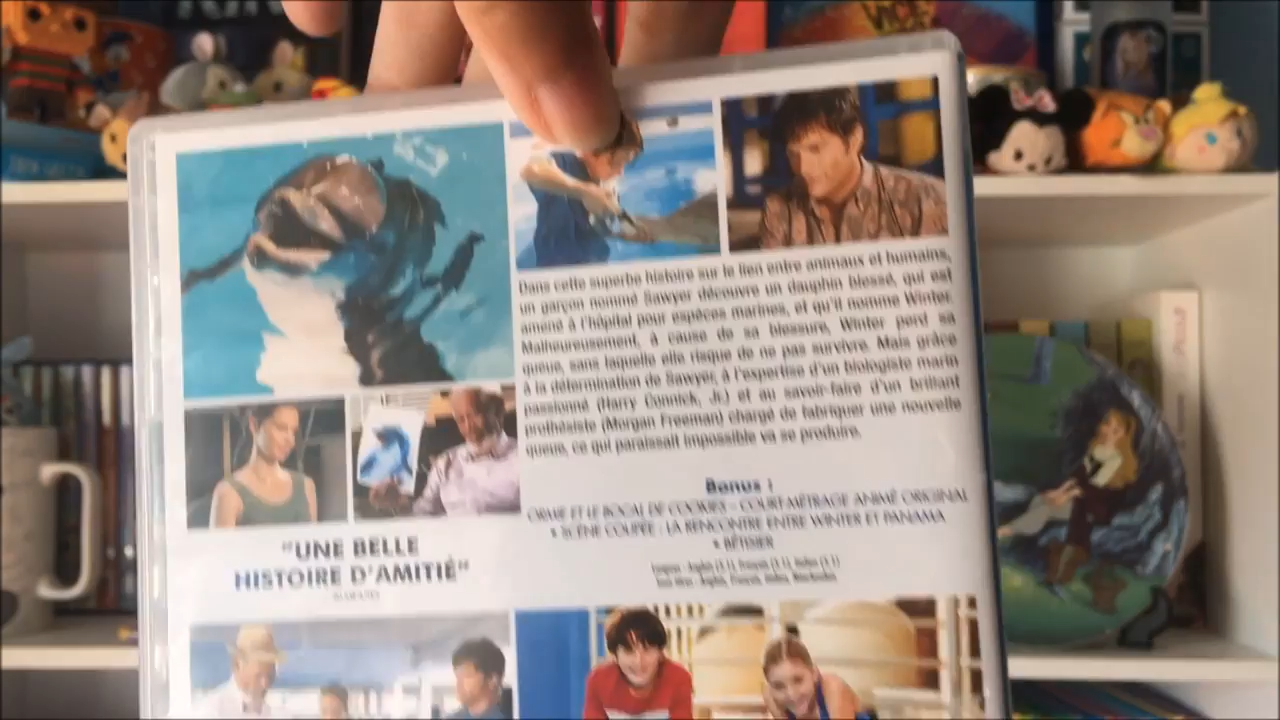 Dans cette superbe histoire sur le lien entre animaux et humains,
un garçon nommé Sawyer découvre un dauphin blessé, qui est
amené à l'hôpital pour espèces marines, et qu'il nomme Winter.
Malheureusement, à cause de sa blessure, Winter perd sa
queue, sans laquelle elle risque de ne pas survivre. Mais grâce
à la détermination de Sawyer, à l'expertise d'un biologiste marin
passionné (Harry Connick, Jr.) et au savoir-faire d'un brillant
prothésiste (Morgan Freeman) chargé de fabriquer une nouvelle
queue, ce qui paraissait impossible va se produire.
Bonus :
ORMIE ET LE BOCAL DE COOKIES – COURT-MÉTRAGE ANIMÉ ORIGINAL
• SCÈNE COUPÉE : LA RENCONTRE ENTRE WINTER ET PANAMA
• BÊTISIER
"UNE BELLE
HISTOIRE D'AMITIÉ"